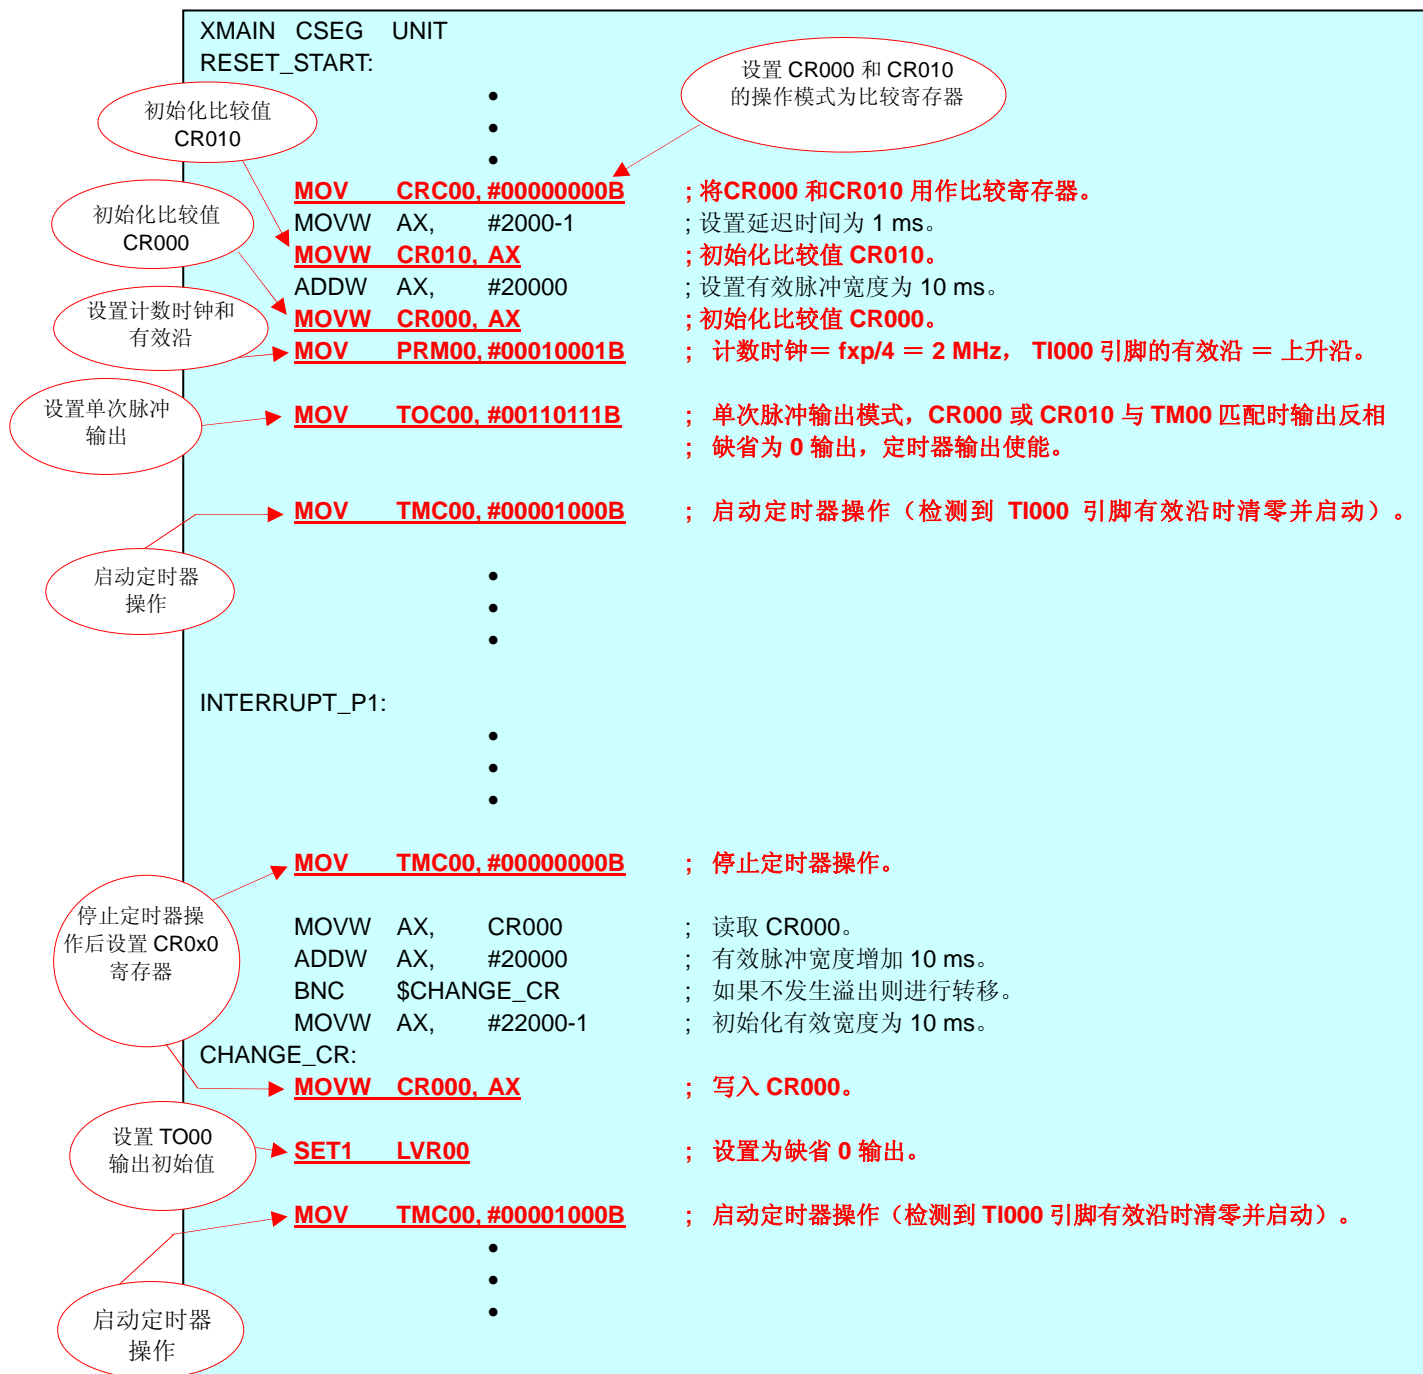 XMAIN CSEG UNIT
RESET_START:
设置 CR000 和 CR010
的操作模式为比较寄存器
初始化比较值
CR010
MOV CRC00, #00000000B ; 将CR000 和CR010 用作比较寄存器。
初始化比较值
CR000
MOVW AX, #2000-1 ; 设置延迟时间为 1 ms。
MOVW CR010, AX ; 初始化比较值 CR010。
ADDW AX, #20000 ; 设置有效脉冲宽度为 10 ms。
设置计数时钟和
有效沿
MOVW CR000, AX ; 初始化比较值 CR000。
MOV PRM00, #00010001B ; 计数时钟＝ fxp/4 ＝ 2 MHz， TI000 引脚的有效沿 ＝ 上升沿。
设置单次脉冲
输出
MOV TOC00, #00110111B ; 单次脉冲输出模式，CR000 或 CR010 与 TM00 匹配时输出反相
; 缺省为 0 输出，定时器输出使能。
MOV TMC00, #00001000B ; 启动定时器操作（检测到 TI000 引脚有效沿时清零并启动）。
启动定时器
操作
INTERRUPT_P1:
MOV TMC00, #00000000B ; 停止定时器操作。
停止定时器操
作后设置 CR0x0
寄存器
MOVW AX, CR000 ; 读取 CR000。
ADDW AX, #20000 ; 有效脉冲宽度增加 10 ms。
BNC $CHANGE_CR ; 如果不发生溢出则进行转移。
MOVW AX, #22000-1 ; 初始化有效宽度为 10 ms。
CHANGE_CR:
MOVW CR000, AX ; 写入 CR000。
设置 TO00
输出初始值
SET1 LVR00 ; 设置为缺省 0 输出。
MOV TMC00, #00001000B ; 启动定时器操作（检测到 TI000 引脚有效沿时清零并启动）。
启动定时器
操作